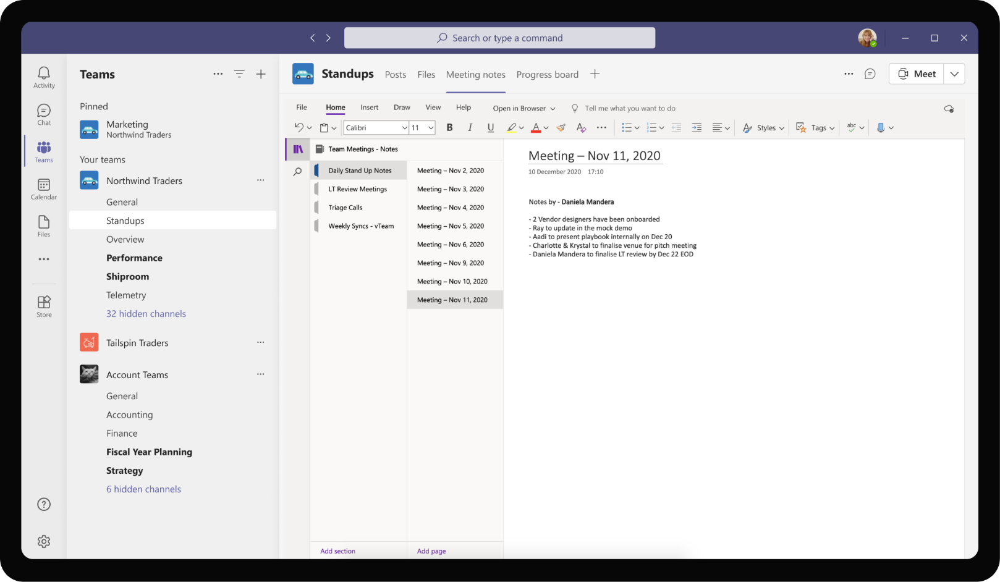 Search or type a command
Activity
Chat
Teams
Calendar
Files
Store
Teams
Pinned
Marketing
Northwind Traders
Your teams
Northwind Traders
General
Standups
Overview
Performance
Shiproom
Telemetry
32 hidden channels
Tailspin Traders
Account Teams
General
Accounting
Finance
Fiscal Year Planning
Strategy
6 hidden channels
Standups Posts Files Meeting notes Progress board
Meet
File Home Insert Draw View Help Open in Browser Tell me what you want to do
Calibri 11 B I U A A Styles Tags abc
Team Meetings - Notes
Daily Stand Up Notes
LT Review Meetings
Triage Calls
Weekly Syncs - vTeam
Add section
Meeting – Nov 2, 2020
Meeting – Nov 3, 2020
Meeting – Nov 4, 2020
Meeting – Nov 5, 2020
Meeting – Nov 6, 2020
Meeting – Nov 9, 2020
Meeting – Nov 10, 2020
Meeting – Nov 11, 2020
Add page
Meeting – Nov 11, 2020
10 December 2020 17:10
Notes by - Daniela Mandera
- 2 Vendor designers have been onboarded
- Ray to update in the mock demo
- Aadi to present playbook internally on Dec 20
- Charlotte & Krystal to finalise venue for pitch meeting
- Daniela Mandera to finalise LT review by Dec 22 EOD